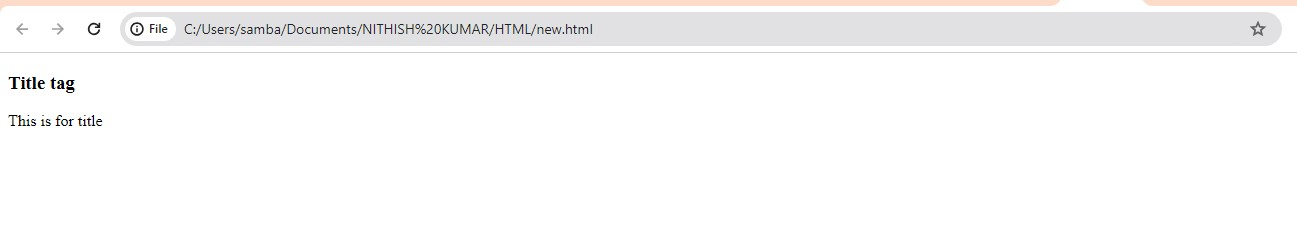 File C:/Users/samba/Documents/NITHISH%20KUMAR/HTML/new.html
Title tag
This is for title